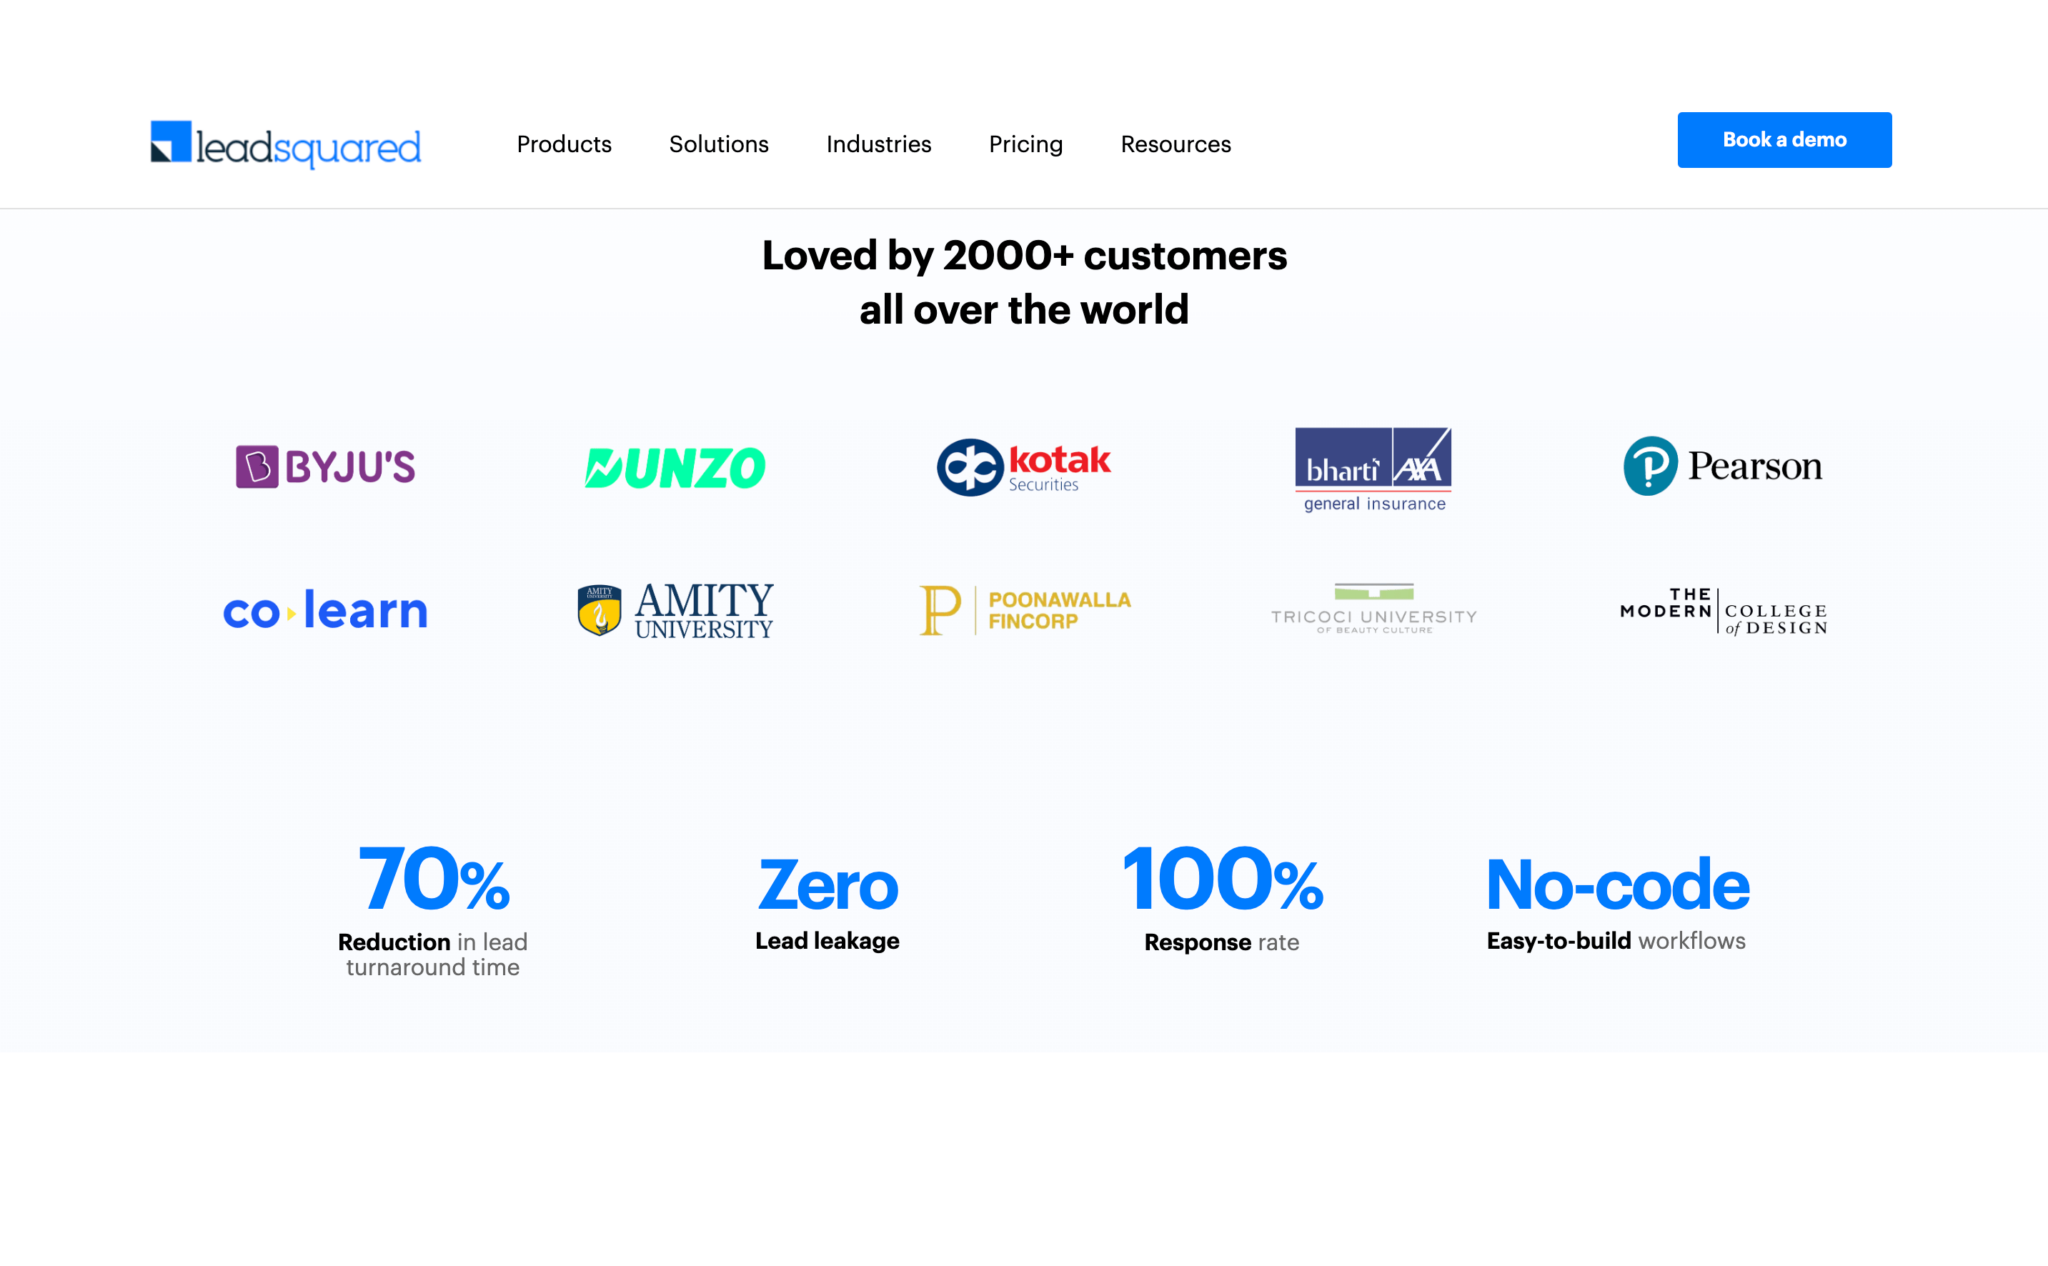 leadsquared
Products
Solutions
Industries
Pricing
Resources
Book a demo
Loved by 2000+ customers
all over the world
BYJU'S
DUNZO
kotak
Securities
bharti AXA
general insurance
Pearson
co learn
AMITY
UNIVERSITY
AMITY
UNIVERSITY
POONAWALLA
FINCORP
TRICOCI UNIVERSITY
OF BEAUTY CULTURE
THE
MODERN
COLLEGE
of DESIGN
70%
Reduction in lead
turnaround time
Zero
Lead leakage
100%
Response rate
No-code
Easy-to-build workflows